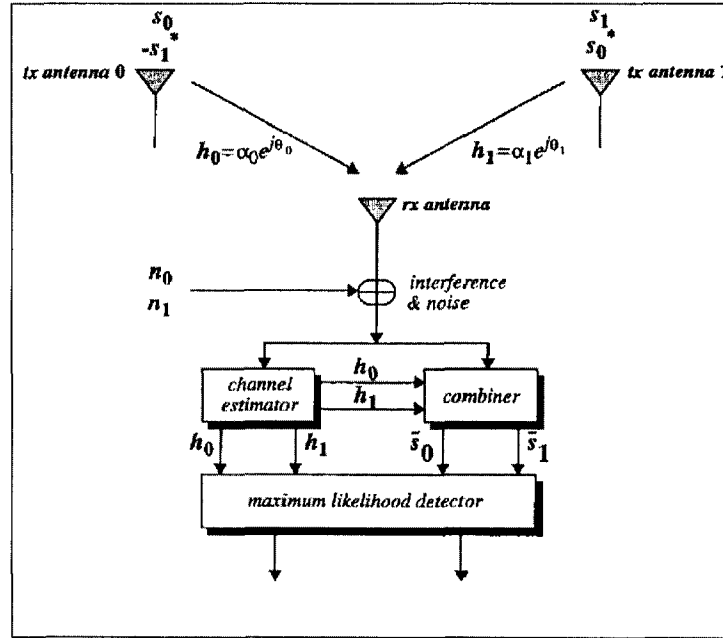 s₀ s₁
-s₁* s₀*
tx antenna 0 tx antenna 1
h₀=α₀e^{jθ₀} h₁=α₁e^{jθ₁}
rx antenna
n₀
n₁
interference
& noise
channel
estimator
h₀
h₁
combiner
h₀ h₁ s̃₀ s̃₁
maximum likelihood detector